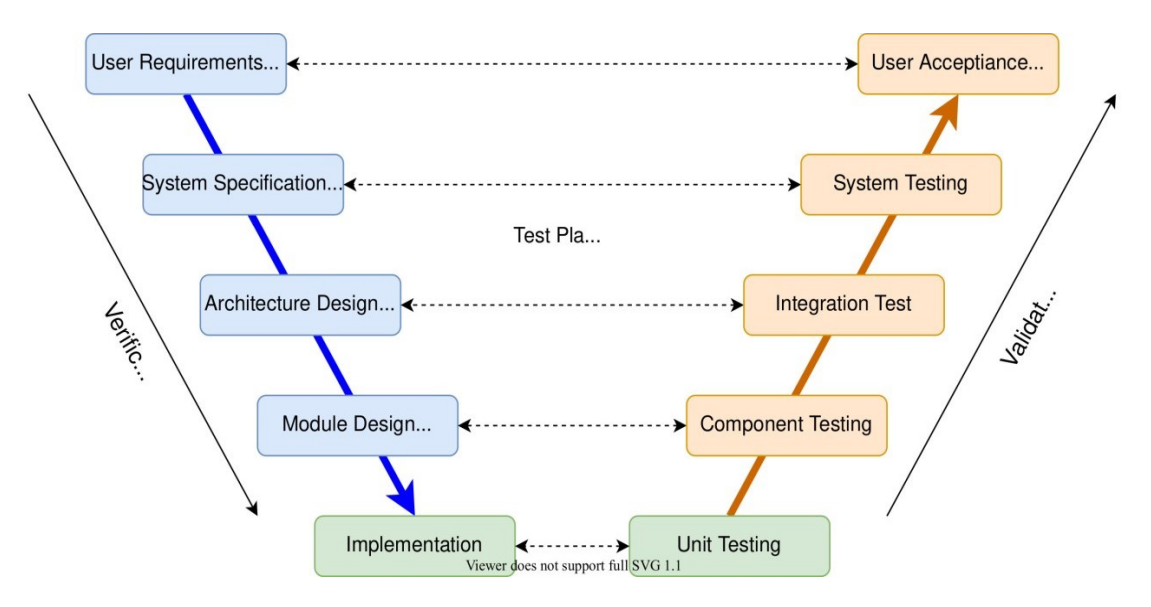 User Requirements...
User Acceptiance...
System Specification...
System Testing
Test Pla...
Architecture Design...
Integration Test
Verific...
Validat...
Module Design...
Component Testing
Implementation
Unit Testing
Viewer does not support full SVG 1.1